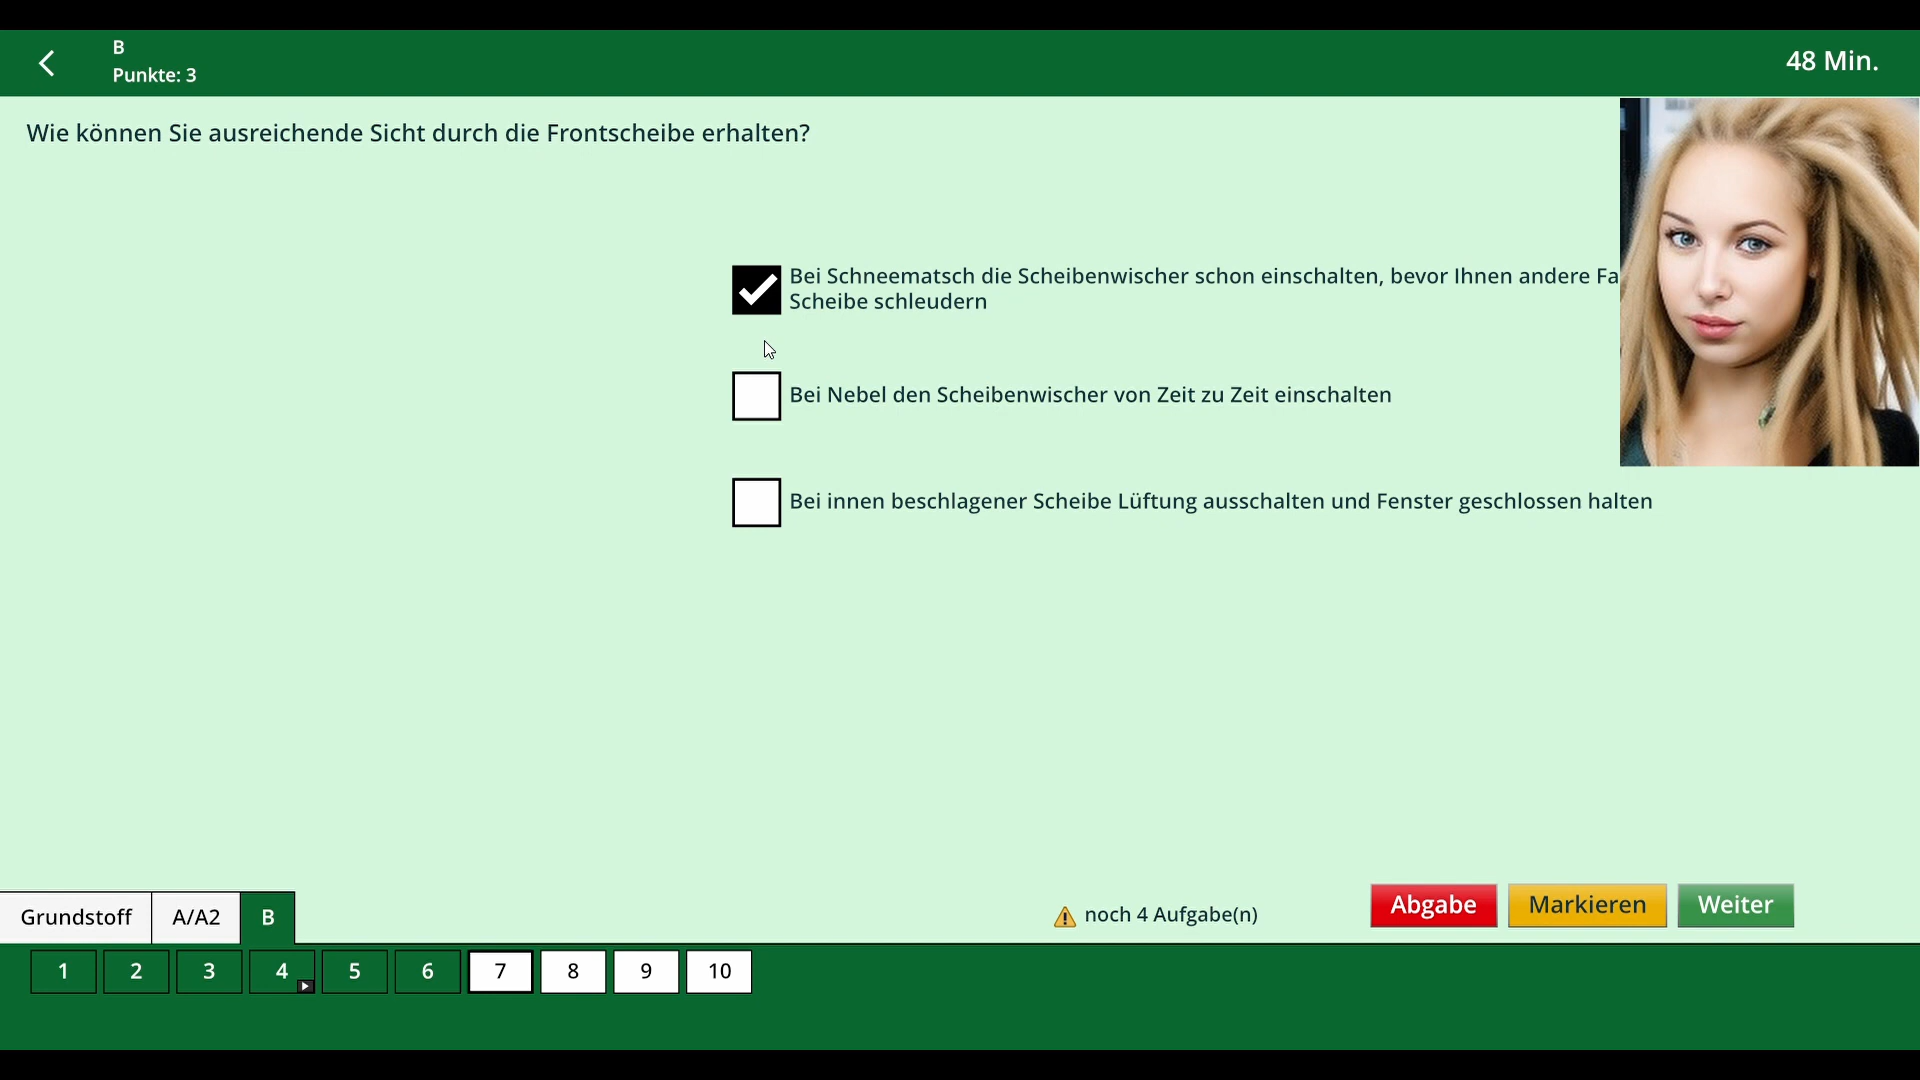 B
Punkte: 3
48 Min.
Wie können Sie ausreichende Sicht durch die Frontscheibe erhalten?
Bei Schneematsch die Scheibenwischer schon einschalten, bevor Ihnen andere Fa
Scheibe schleudern
Bei Nebel den Scheibenwischer von Zeit zu Zeit einschalten
Bei innen beschlagener Scheibe Lüftung ausschalten und Fenster geschlossen halten
Grundstoff A/A2 B
noch 4 Aufgabe(n)
Abgabe Markieren Weiter
1 2 3 4 5 6 7 8 9 10